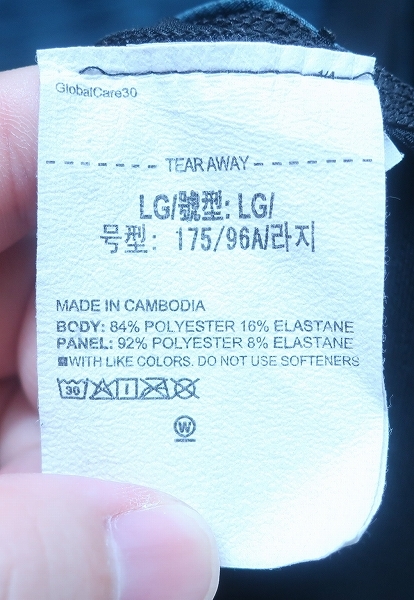 GlobalCare30
TEAR AWAY
LG/號型: LG/
号型: 175/96A/라지
MADE IN CAMBODIA
BODY: 84% POLYESTER 16% ELASTANE
PANEL: 92% POLYESTER 8% ELASTANE
WITH LIKE COLORS. DO NOT USE SOFTENERS
30
W